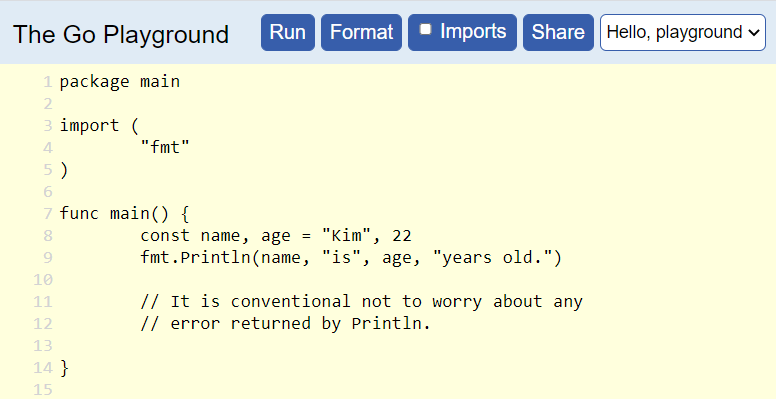 The Go Playground Run Format Imports Share Hello, playground
1 package main
2
3 import (
4 "fmt"
5 )
6
7 func main() {
8 const name, age = "Kim", 22
9 fmt.Println(name, "is", age, "years old.")
10
11 // It is conventional not to worry about any
12 // error returned by Println.
13
14 }
15